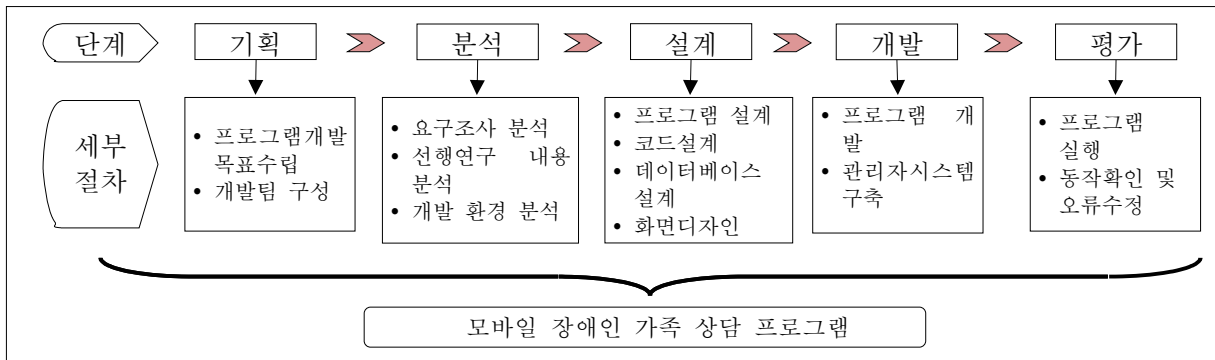 단계
기획
분석
설계
개발
평가
세부
절차
• 프로그램개발
목표수립
• 개발팀 구성
• 요구조사 분석
• 선행연구 내용
분석
• 개발 환경 분석
• 프로그램 설계
• 코드설계
• 데이터베이스
설계
• 화면디자인
• 프로그램 개
발
• 관리자시스템
구축
• 프로그램
실행
• 동작확인 및
오류수정
모바일 장애인 가족 상담 프로그램